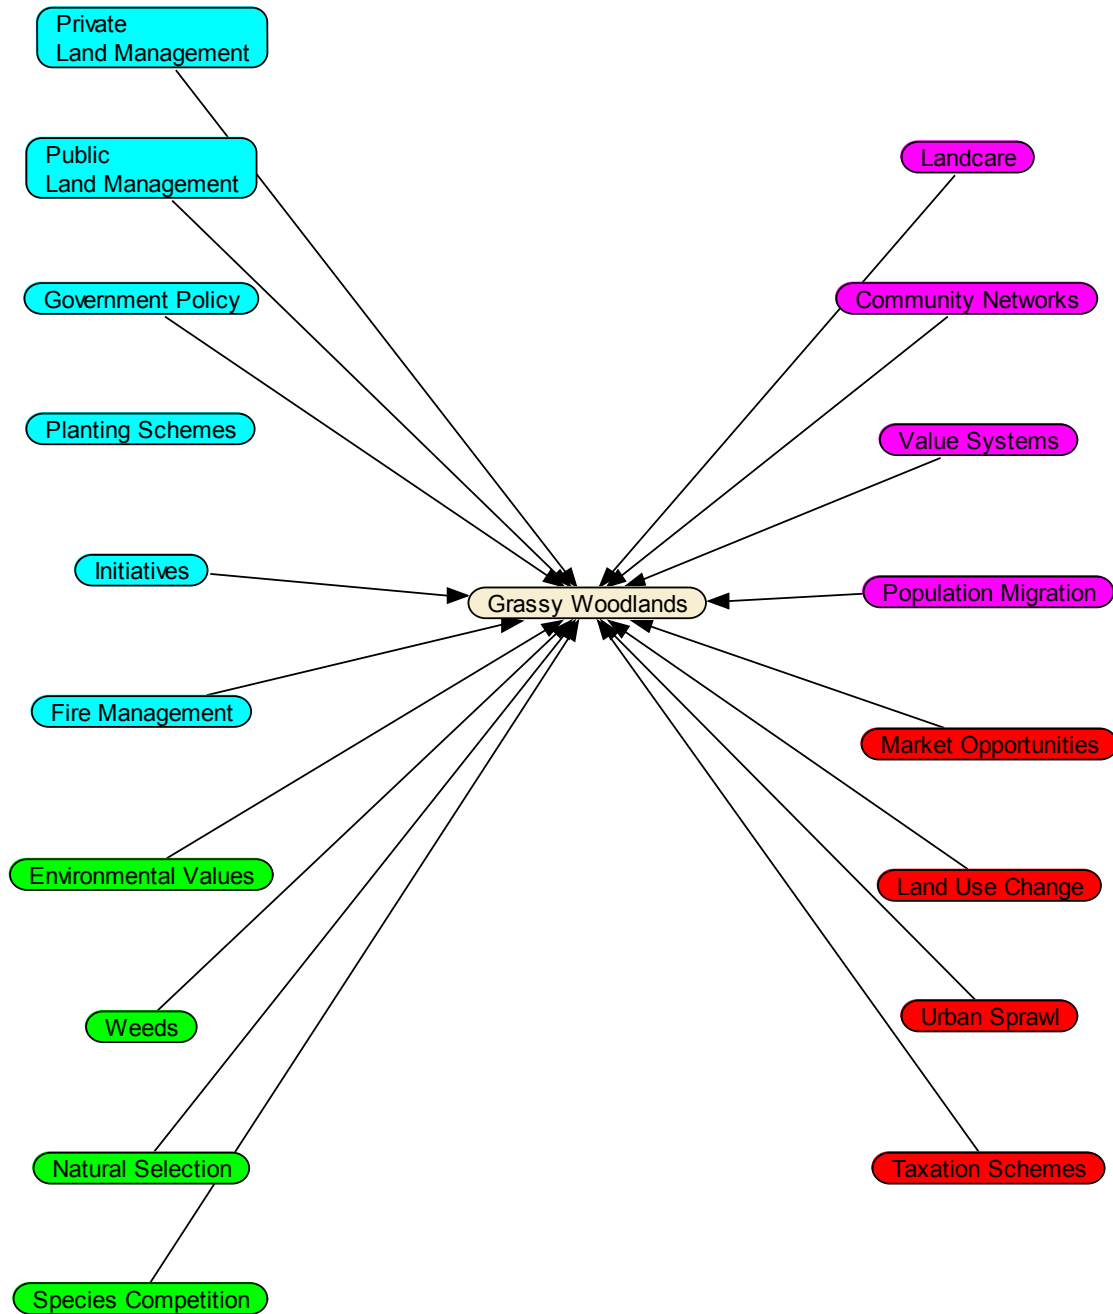 Private
Land Management
Public
Land Management
Government Policy
Planting Schemes
Initiatives
Fire Management
Environmental Values
Weeds
Natural Selection
Species Competition
Grassy Woodlands
Landcare
Community Networks
Value Systems
Population Migration
Market Opportunities
Land Use Change
Urban Sprawl
Taxation Schemes